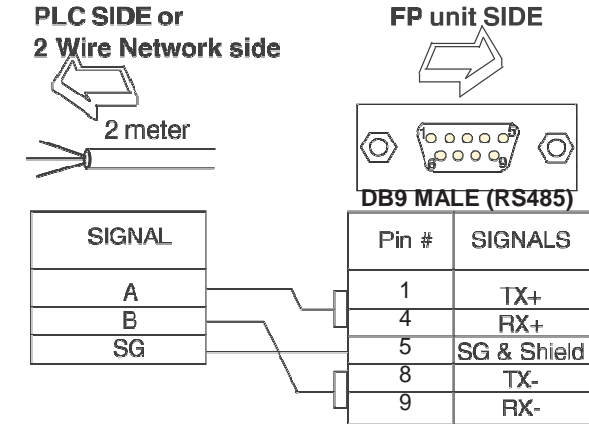 PLC SIDE or
2 Wire Network side
FP unit SIDE
2 meter
1 5
6 9
DB9 MALE (RS485)
SIGNAL
A
B
SG
Pin # SIGNALS
1 TX+
4 RX+
5 SG & Shield
8 TX-
9 RX-